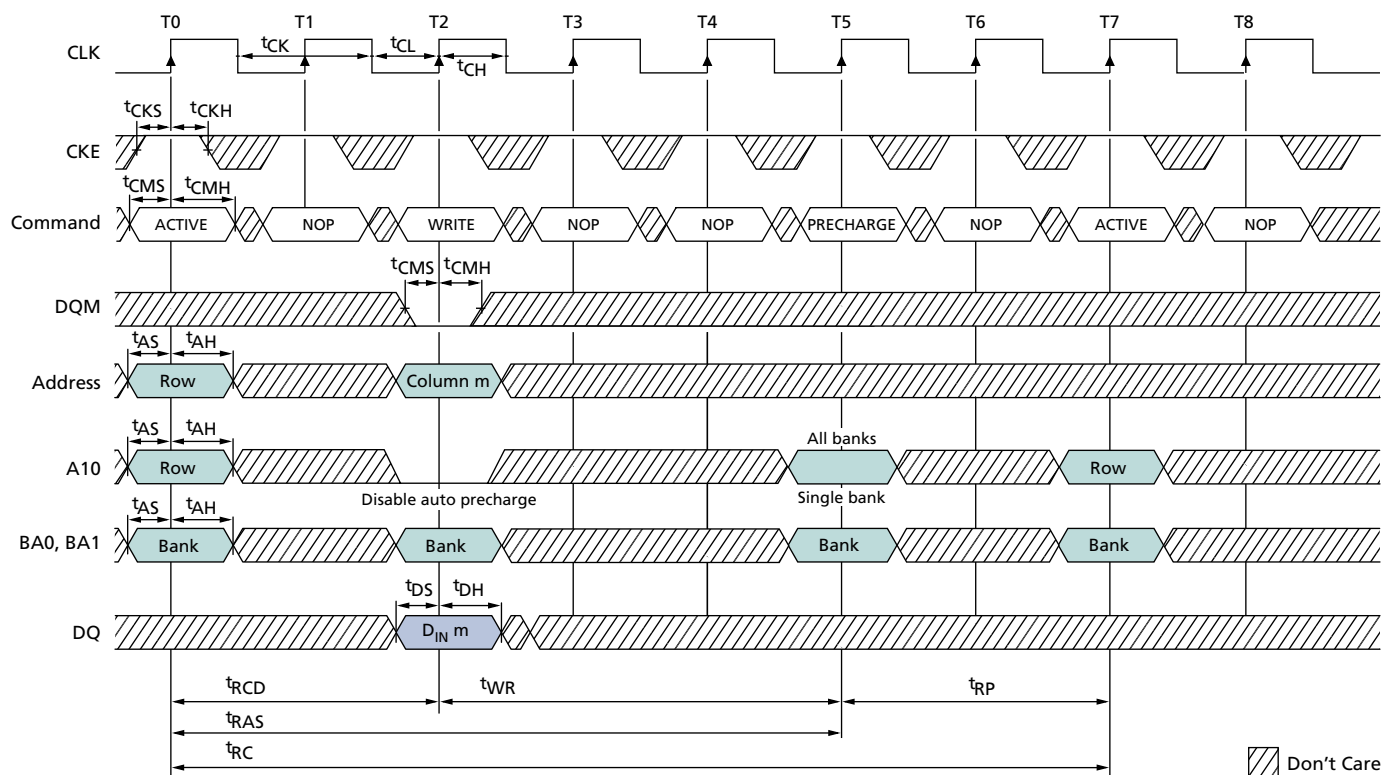 T0 T1 T2 T3 T4 T5 T6 T7 T8
CLK
tCK tCL
tCH
tCKS tCKH
CKE
tCMS tCMH
Command ACTIVE NOP WRITE NOP NOP PRECHARGE NOP ACTIVE NOP
tCMS tCMH
DQM
tAS tAH
Address Row Column m
tAS tAH All banks
A10 Row Row
Disable auto precharge Single bank
tAS tAH
BA0, BA1 Bank Bank Bank Bank
tDS tDH
DQ DIN m
tRCD tWR tRP
tRAS
tRC
Don't Care